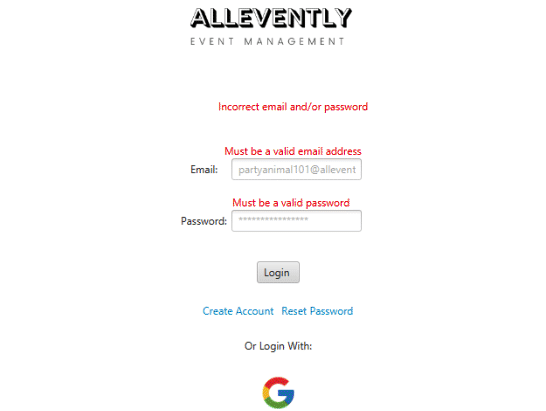 ALLEVENTLY
EVENT MANAGEMENT
Incorrect email and/or password
Must be a valid email address
Email: partyanimal101@allevent
Must be a valid password
Password: ****************
Login
Create Account Reset Password
Or Login With:
G